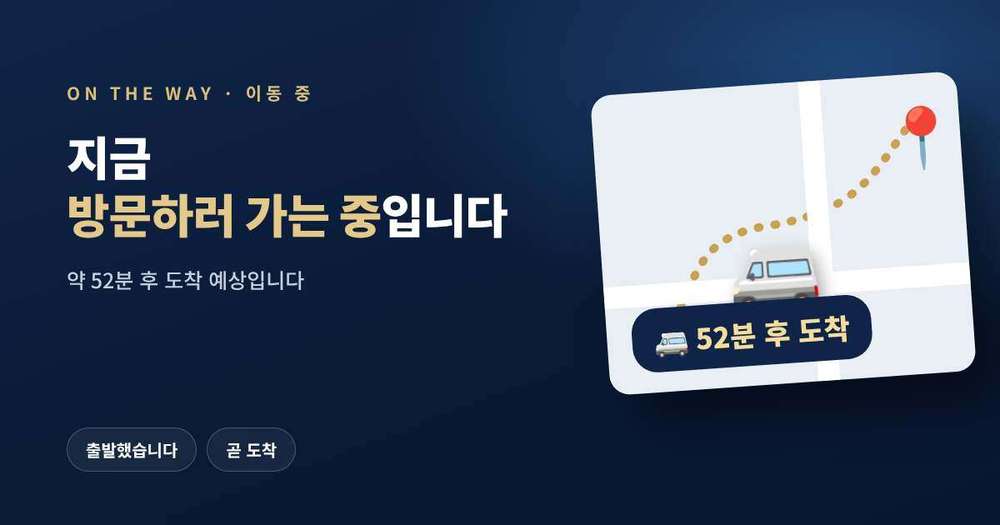 ON THE WAY · 이동 중
지금
방문하러 가는 중입니다
약 52분 후 도착 예상입니다
52분 후 도착
출발했습니다
곧 도착